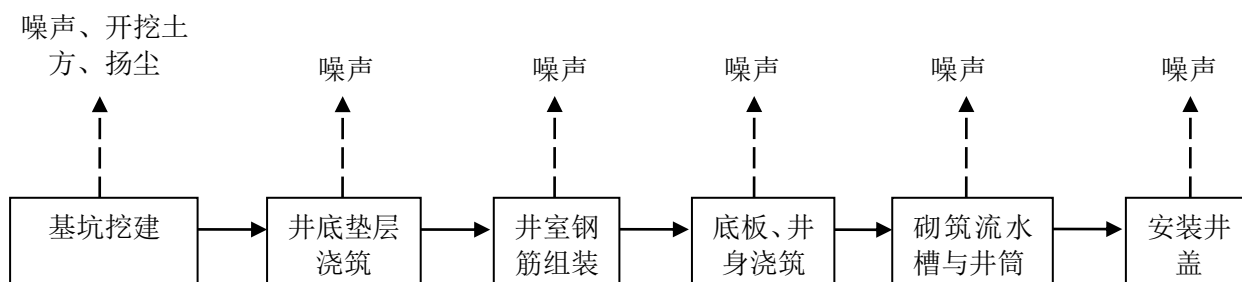 噪声、开挖土
方、扬尘
噪声
噪声
噪声
噪声
噪声
基坑挖建
井底垫层
浇筑
井室钢
筋组装
底板、井
身浇筑
砌筑流水
槽与井筒
安装井
盖